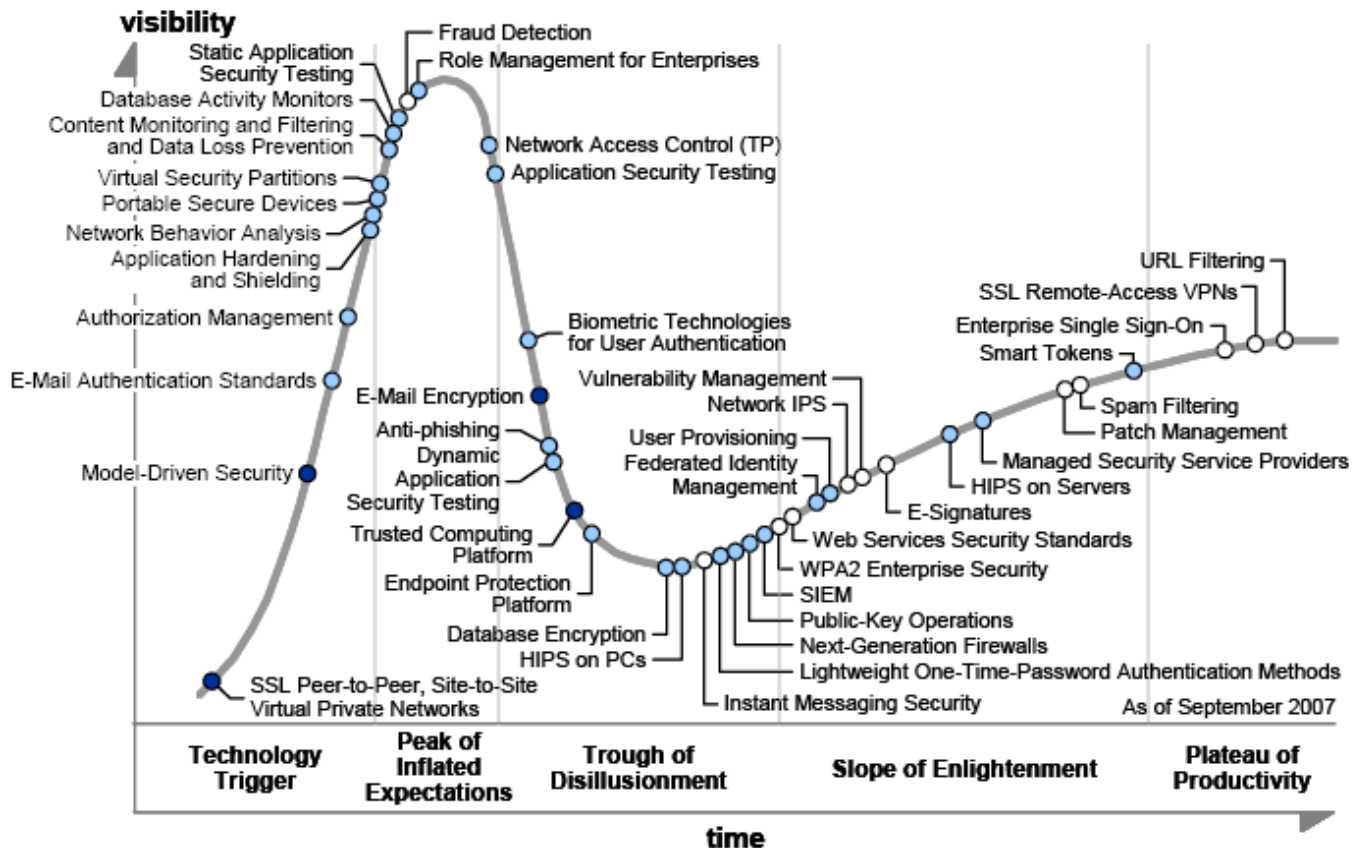 visibility
Fraud Detection
Static Application
Security Testing
Role Management for Enterprises
Database Activity Monitors
Content Monitoring and Filtering
and Data Loss Prevention
Network Access Control (TP)
Application Security Testing
Virtual Security Partitions
Portable Secure Devices
Network Behavior Analysis
Application Hardening
and Shielding
URL Filtering
SSL Remote-Access VPNs
Authorization Management
Biometric Technologies
for User Authentication
Enterprise Single Sign-On
Smart Tokens
E-Mail Authentication Standards
Vulnerability Management
E-Mail Encryption
Network IPS
Spam Filtering
Patch Management
Anti-phishing
User Provisioning
Dynamic
Application
Security Testing
Federated Identity
Management
Managed Security Service Providers
Model-Driven Security
HIPS on Servers
E-Signatures
Trusted Computing
Platform
Web Services Security Standards
WPA2 Enterprise Security
Endpoint Protection
Platform
SIEM
Public-Key Operations
Database Encryption
Next-Generation Firewalls
HIPS on PCs
Lightweight One-Time-Password Authentication Methods
SSL Peer-to-Peer, Site-to-Site
Virtual Private Networks
Instant Messaging Security
As of September 2007
Technology
Trigger
Peak of
Inflated
Expectations
Trough of
Disillusionment
Slope of Enlightenment
Plateau of
Productivity
time